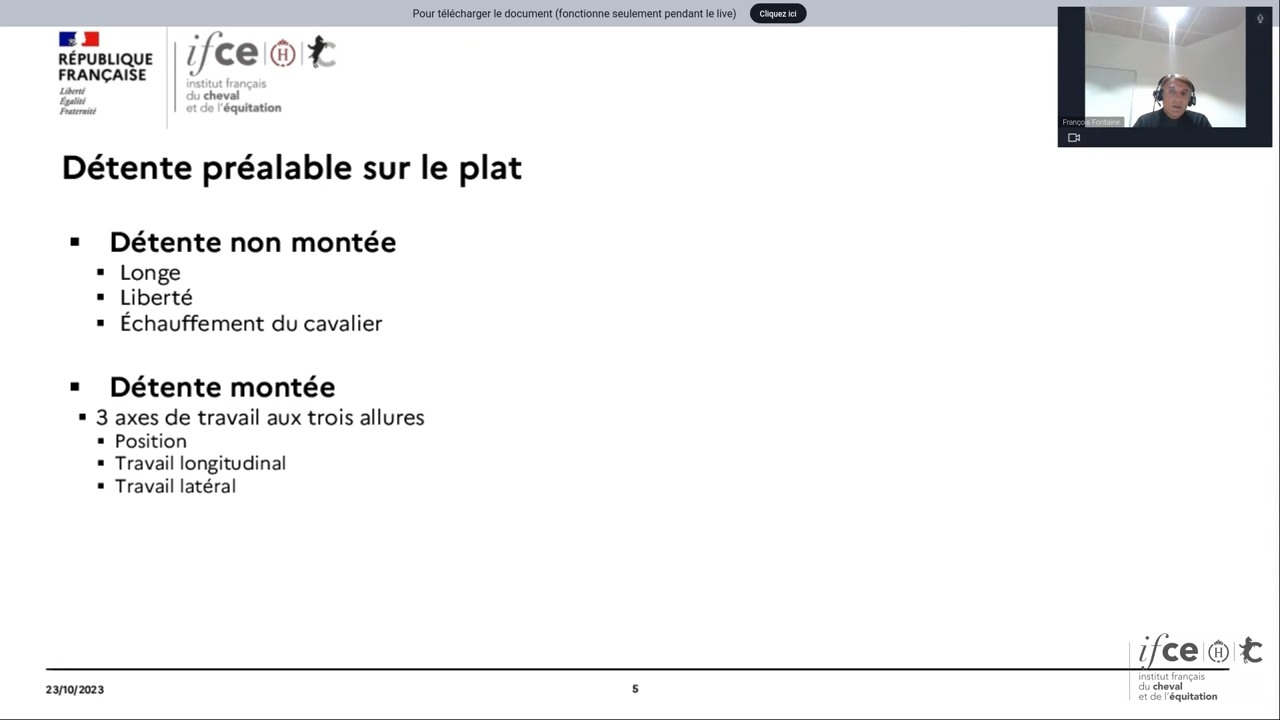 Pour télécharger le document (fonctionne seulement pendant le live) Cliquez ici
RÉPUBLIQUE
FRANÇAISE
Liberté
Égalité
Fraternité
ifce
institut français
du cheval
et de l'équitation
François Fontaine
Détente préalable sur le plat
▪ Détente non montée
▪ Longe
▪ Liberté
▪ Échauffement du cavalier
▪ Détente montée
▪ 3 axes de travail aux trois allures
▪ Position
▪ Travail longitudinal
▪ Travail latéral
ifce H
institut français
du cheval
et de l'équitation
23/10/2023
5